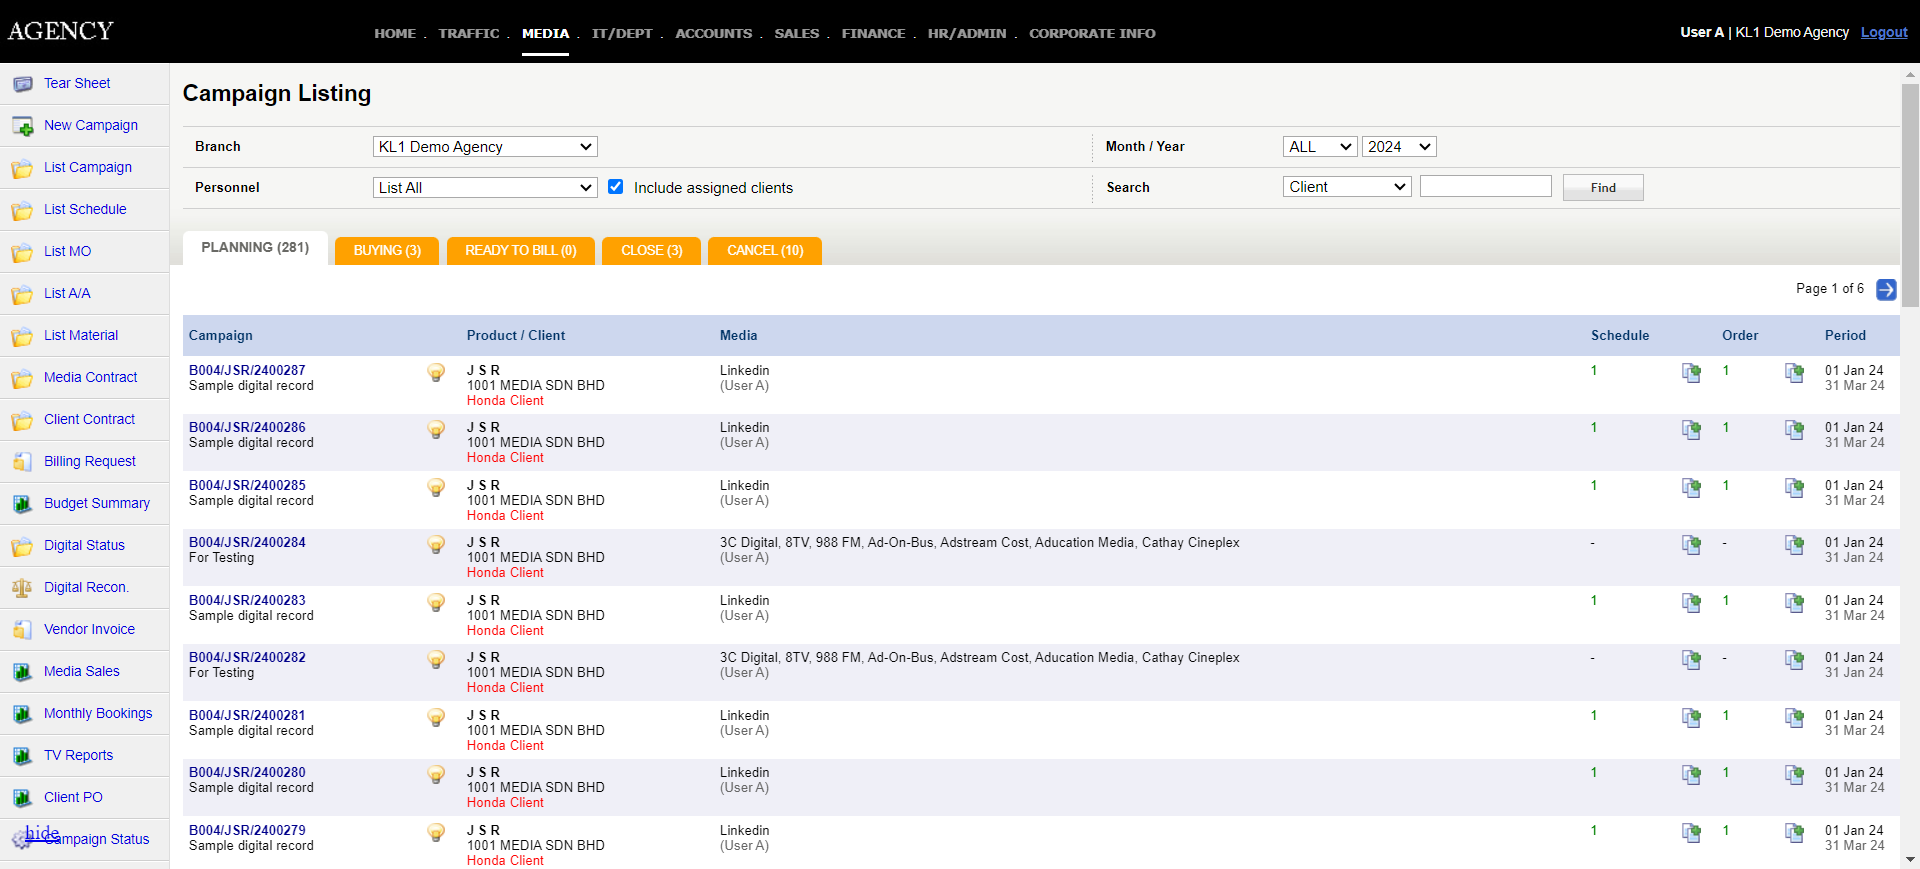 AGENCY
HOME . TRAFFIC . MEDIA . IT/DEPT . ACCOUNTS . SALES . FINANCE . HR/ADMIN . CORPORATE INFO
User A | KL1 Demo Agency Logout
Tear Sheet
New Campaign
List Campaign
List Schedule
List MO
List A/A
List Material
Media Contract
Client Contract
Billing Request
Budget Summary
Digital Status
Digital Recon.
Vendor Invoice
Media Sales
Monthly Bookings
TV Reports
Client PO
hide
Campaign Status
Campaign Listing
Branch KL1 Demo Agency Month / Year ALL 2024
Personnel List All Include assigned clients Search Client Find
PLANNING (281) BUYING (3) READY TO BILL (0) CLOSE (3) CANCEL (10)
Page 1 of 6
Campaign Product / Client Media Schedule Order Period
B004/JSR/2400287 J S R Linkedin 1 1 01 Jan 24
Sample digital record 1001 MEDIA SDN BHD (User A) 31 Mar 24
Honda Client
B004/JSR/2400286 J S R Linkedin 1 1 01 Jan 24
Sample digital record 1001 MEDIA SDN BHD (User A) 31 Mar 24
Honda Client
B004/JSR/2400285 J S R Linkedin 1 1 01 Jan 24
Sample digital record 1001 MEDIA SDN BHD (User A) 31 Mar 24
Honda Client
B004/JSR/2400284 J S R 3C Digital, 8TV, 988 FM, Ad-On-Bus, Adstream Cost, Aducation Media, Cathay Cineplex - - 01 Jan 24
For Testing 1001 MEDIA SDN BHD (User A) 31 Jan 24
Honda Client
B004/JSR/2400283 J S R Linkedin 1 1 01 Jan 24
Sample digital record 1001 MEDIA SDN BHD (User A) 31 Mar 24
Honda Client
B004/JSR/2400282 J S R 3C Digital, 8TV, 988 FM, Ad-On-Bus, Adstream Cost, Aducation Media, Cathay Cineplex - - 01 Jan 24
For Testing 1001 MEDIA SDN BHD (User A) 31 Jan 24
Honda Client
B004/JSR/2400281 J S R Linkedin 1 1 01 Jan 24
Sample digital record 1001 MEDIA SDN BHD (User A) 31 Mar 24
Honda Client
B004/JSR/2400280 J S R Linkedin 1 1 01 Jan 24
Sample digital record 1001 MEDIA SDN BHD (User A) 31 Mar 24
Honda Client
B004/JSR/2400279 J S R Linkedin 1 1 01 Jan 24
Sample digital record 1001 MEDIA SDN BHD (User A) 31 Mar 24
Honda Client